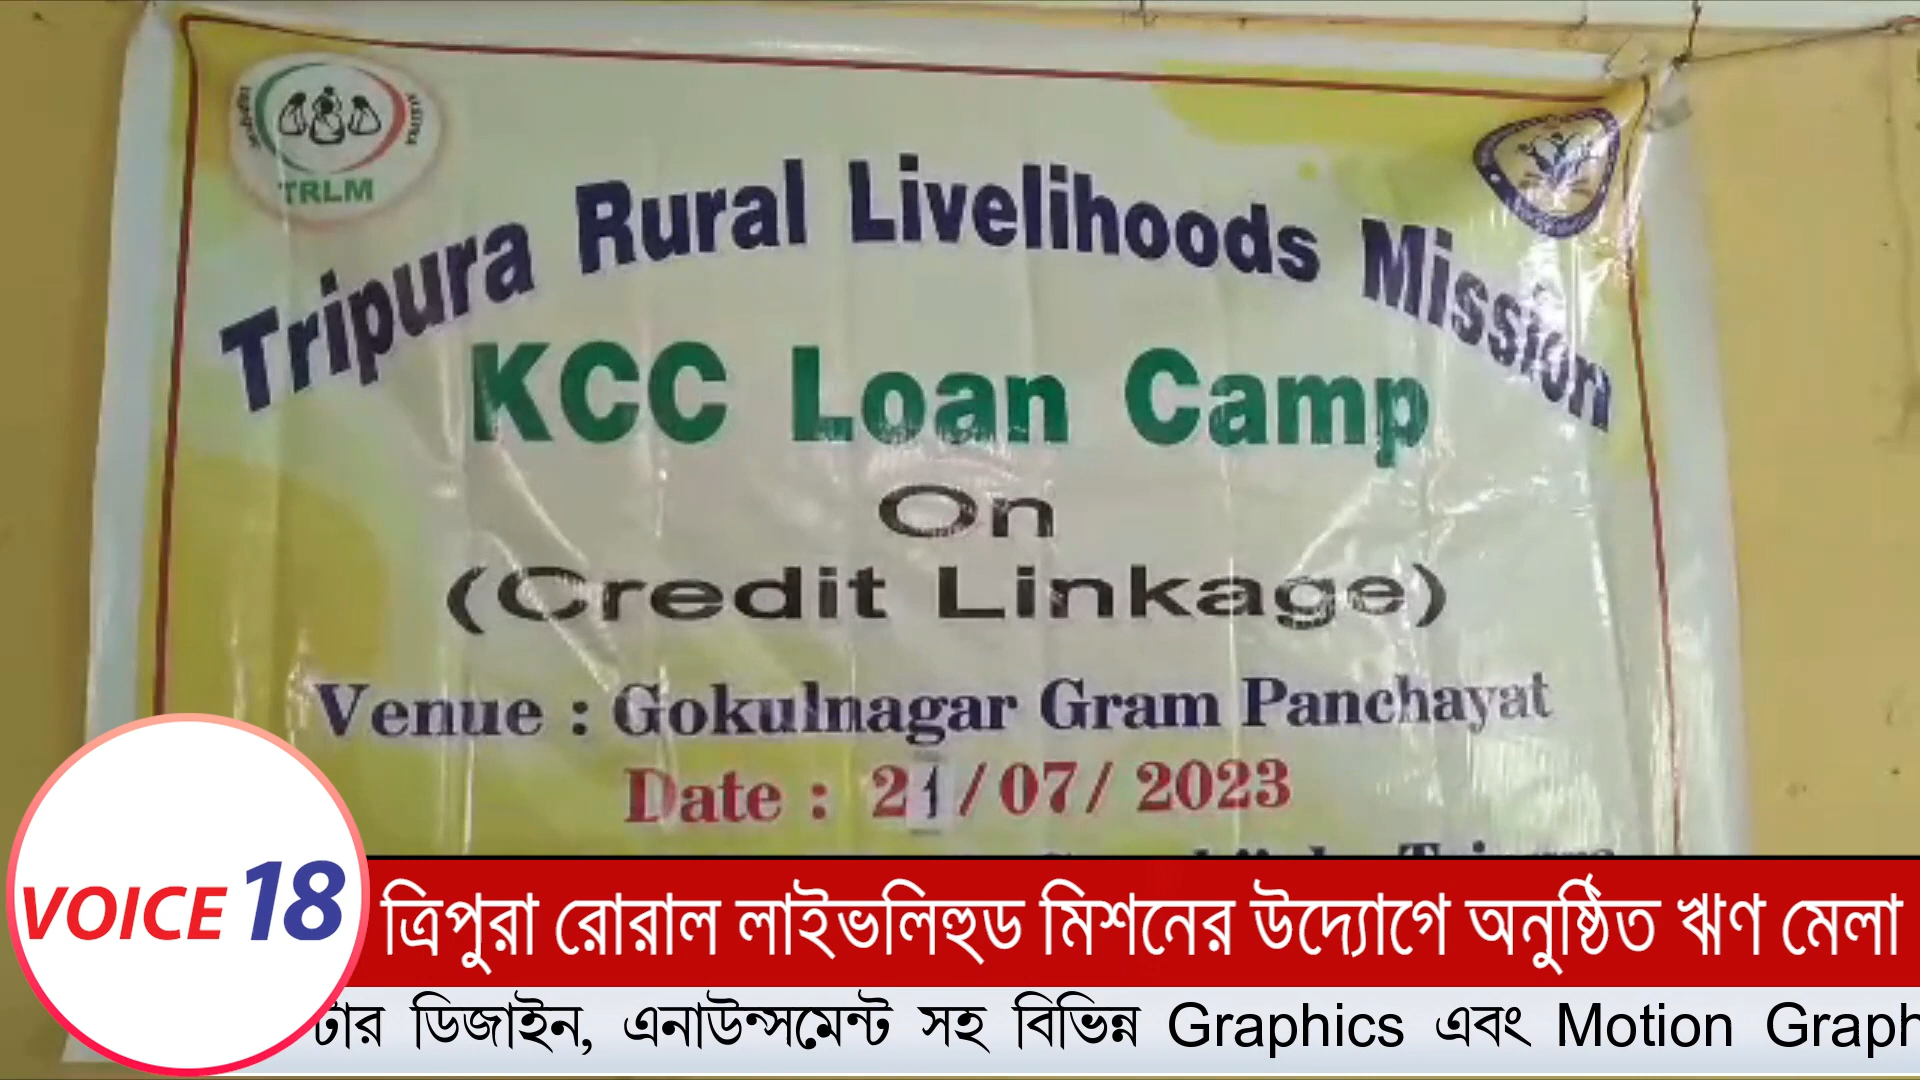 TRLM
Tripura Rural Livelihoods Mission
KCC Loan Camp
On
(Credit Linkage)
Venue : Gokulnagar Gram Panchayat
Date : 21/07/2023
VOICE 18
ত্রিপুরা রোরাল লাইভলিহুড মিশনের উদ্যোগে অনুষ্ঠিত ঋণ মেলা
টার ডিজাইন, এনাউন্সমেন্ট সহ বিভিন্ন Graphics এবং Motion Graph